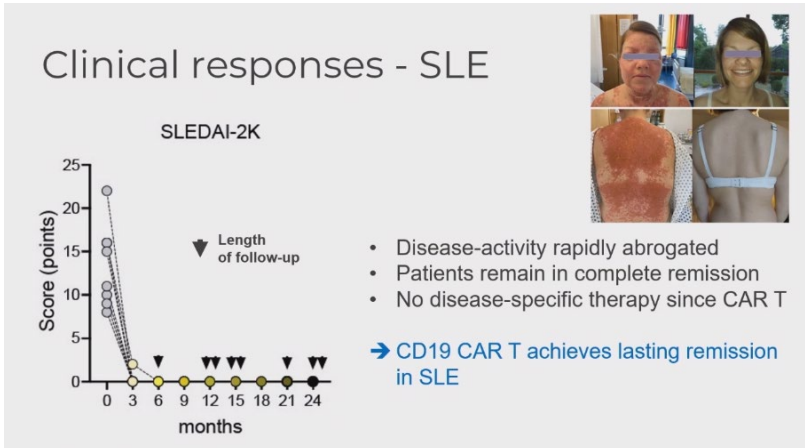 Clinical responses - SLE
SLEDAI-2K
25
20
15
10
5
0
Score (points)
Length
of follow-up
0 3 6 9 12 15 18 21 24
months
• Disease-activity rapidly abrogated
• Patients remain in complete remission
• No disease-specific therapy since CAR T
➔ CD19 CAR T achieves lasting remission
in SLE